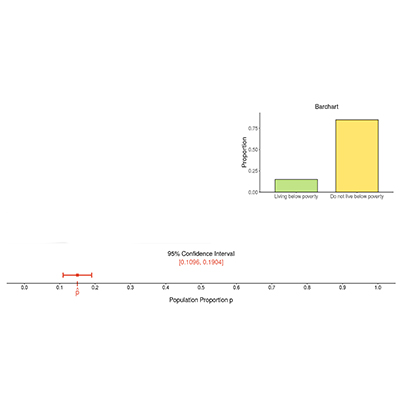 Barchart
Proportion
0.75
0.50
0.25
0.00
Living below poverty
Do not live below poverty
95% Confidence Interval
[0.1096, 0.1904]
p̂
0.0 0.1 0.2 0.3 0.4 0.5 0.6 0.7 0.8 0.9 1.0
Population Proportion p